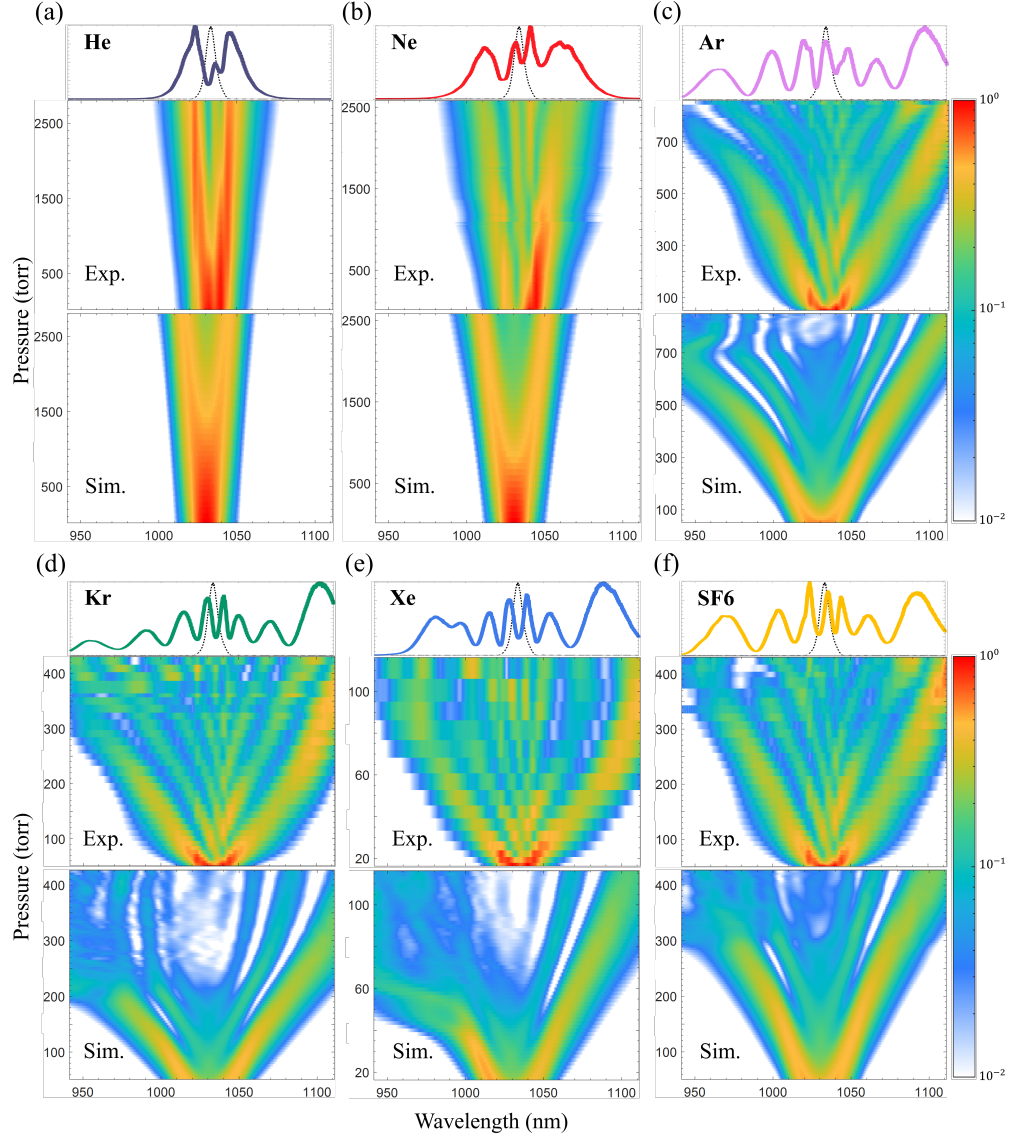 (a) (b) (c)
He Ne Ar
2500 2500 10⁰
700
1500 1500
500
300
500 500
Exp. Exp. Exp. 100
10⁻¹
Pressure (torr)
2500 2500
700
1500 1500 500
300
500 500
Sim. Sim. Sim. 100
10⁻²
950 1000 1050 1100 950 1000 1050 1100 950 1000 1050 1100
(d) (e) (f)
Kr Xe SF6
400 100 400 10⁰
300 300
60
200 200
100 100
Exp. Exp. 20 Exp.
10⁻¹
Pressure (torr)
400 400
100
300 300
60
200 200
100 100
Sim. 20 Sim. Sim.
10⁻²
950 1000 1050 1100 950 1000 1050 1100 950 1000 1050 1100
Wavelength (nm)